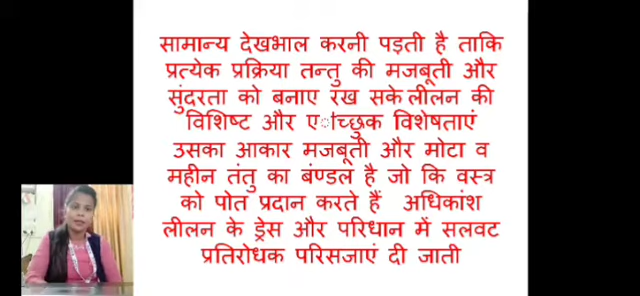 सामान्य देखभाल करनी पड़ती है ताकि
प्रत्येक प्रक्रिया तन्तु की मजबूती और
सुंदरता को बनाए रख सके लीलन की
विशिष्ट और एाच्छुक विशेषताएं
उसका आकार मजबूती और मोटा व
महीन तंतु का बंण्डल है जो कि वस्त्र
को पोत प्रदान करते हैं अधिकांश
लीलन के ड्रेस और परिधान में सलवट
प्रतिरोधक परिसजाएं दी जाती